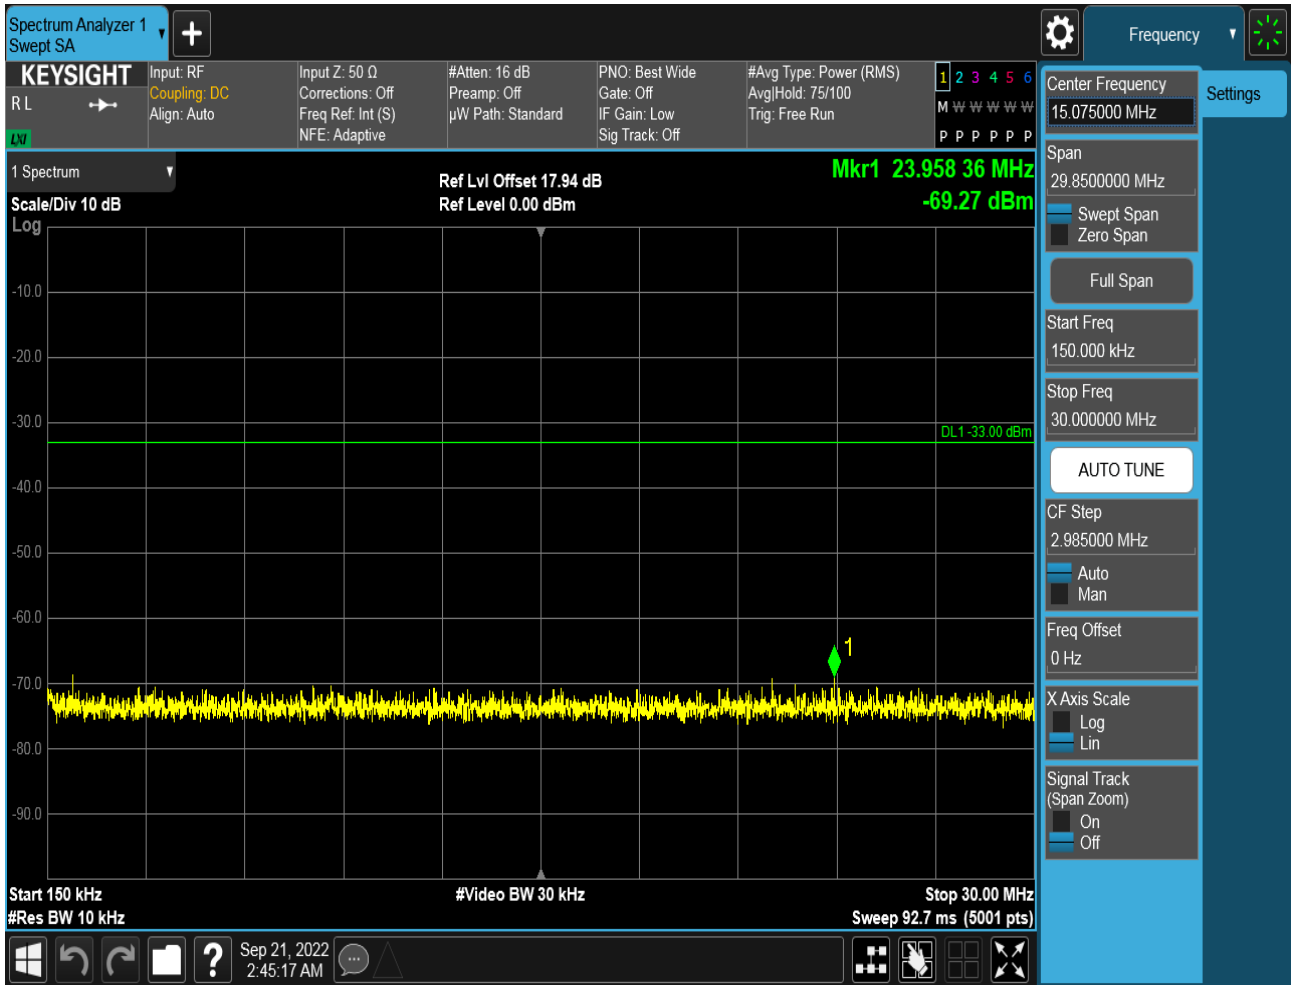 Spectrum Analyzer 1
Swept SA
Frequency
KEYSIGHT
R L
LXI
Input: RF
Coupling: DC
Align: Auto
Input Z: 50 Ω
Corrections: Off
Freq Ref: Int (S)
NFE: Adaptive
#Atten: 16 dB
Preamp: Off
µW Path: Standard
PNO: Best Wide
Gate: Off
IF Gain: Low
Sig Track: Off
#Avg Type: Power (RMS)
Avg|Hold: 75/100
Trig: Free Run
1 2 3 4 5 6
M W W W W W
P P P P P P
1 Spectrum
Scale/Div 10 dB
Log
Ref Lvl Offset 17.94 dB
Ref Level 0.00 dBm
Mkr1 23.958 36 MHz
-69.27 dBm
-10.0
-20.0
-30.0
DL1 -33.00 dBm
-40.0
-50.0
-60.0
1
-70.0
-80.0
-90.0
Start 150 kHz
#Video BW 30 kHz
Stop 30.00 MHz
#Res BW 10 kHz
Sweep 92.7 ms (5001 pts)
Center Frequency
15.075000 MHz
Settings
Span
29.8500000 MHz
Swept Span
Zero Span
Full Span
Start Freq
150.000 kHz
Stop Freq
30.000000 MHz
AUTO TUNE
CF Step
2.985000 MHz
Auto
Man
Freq Offset
0 Hz
X Axis Scale
Log
Lin
Signal Track
(Span Zoom)
On
Off
?
Sep 21, 2022
2:45:17 AM